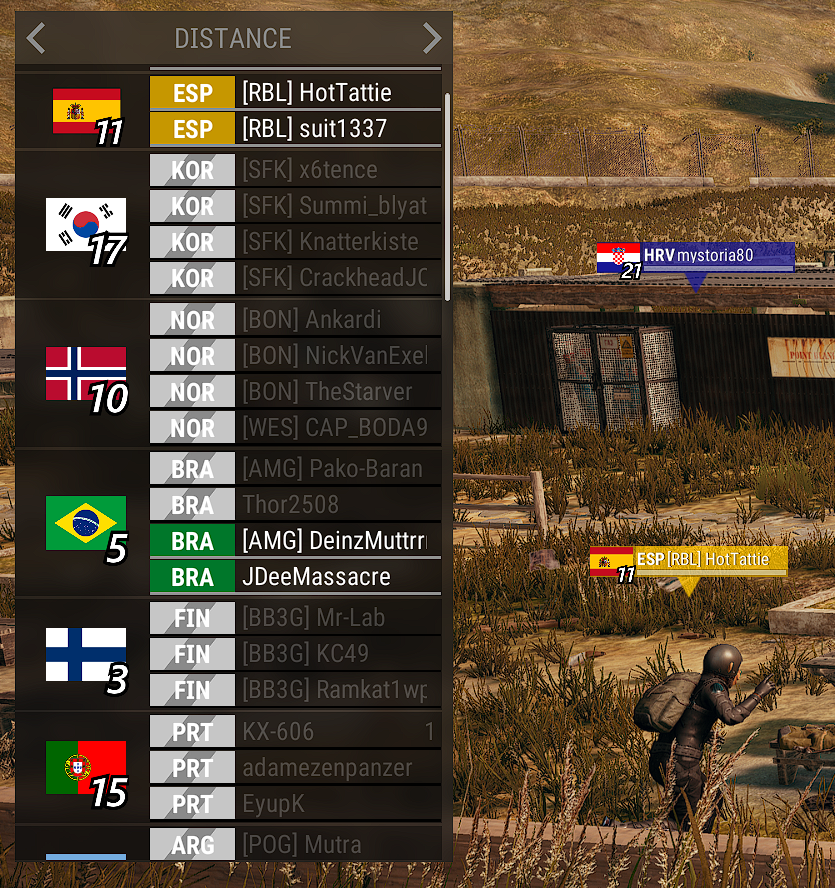 DISTANCE
11
ESP [RBL] HotTattie
ESP [RBL] suit1337
17
KOR [SFK] x6tence
KOR [SFK] Summi_blyat
KOR [SFK] Knatterkiste
KOR [SFK] CrackheadJC
10
NOR [BON] Ankardi
NOR [BON] NickVanExel
NOR [BON] TheStarver
NOR [WES] CAP_BODA9
5
BRA [AMG] Pako-Baran
BRA Thor2508
BRA [AMG] DeinzMuttrr
BRA JDeeMassacre
3
FIN [BB3G] Mr-Lab
FIN [BB3G] KC49
FIN [BB3G] Ramkat1wp
15
PRT KX-606 1
PRT adamezenpanzer
PRT EyupK
ARG [POG] Mutra
21 HRV mystoria80
POINT BLANK
11 ESP [RBL] HotTattie